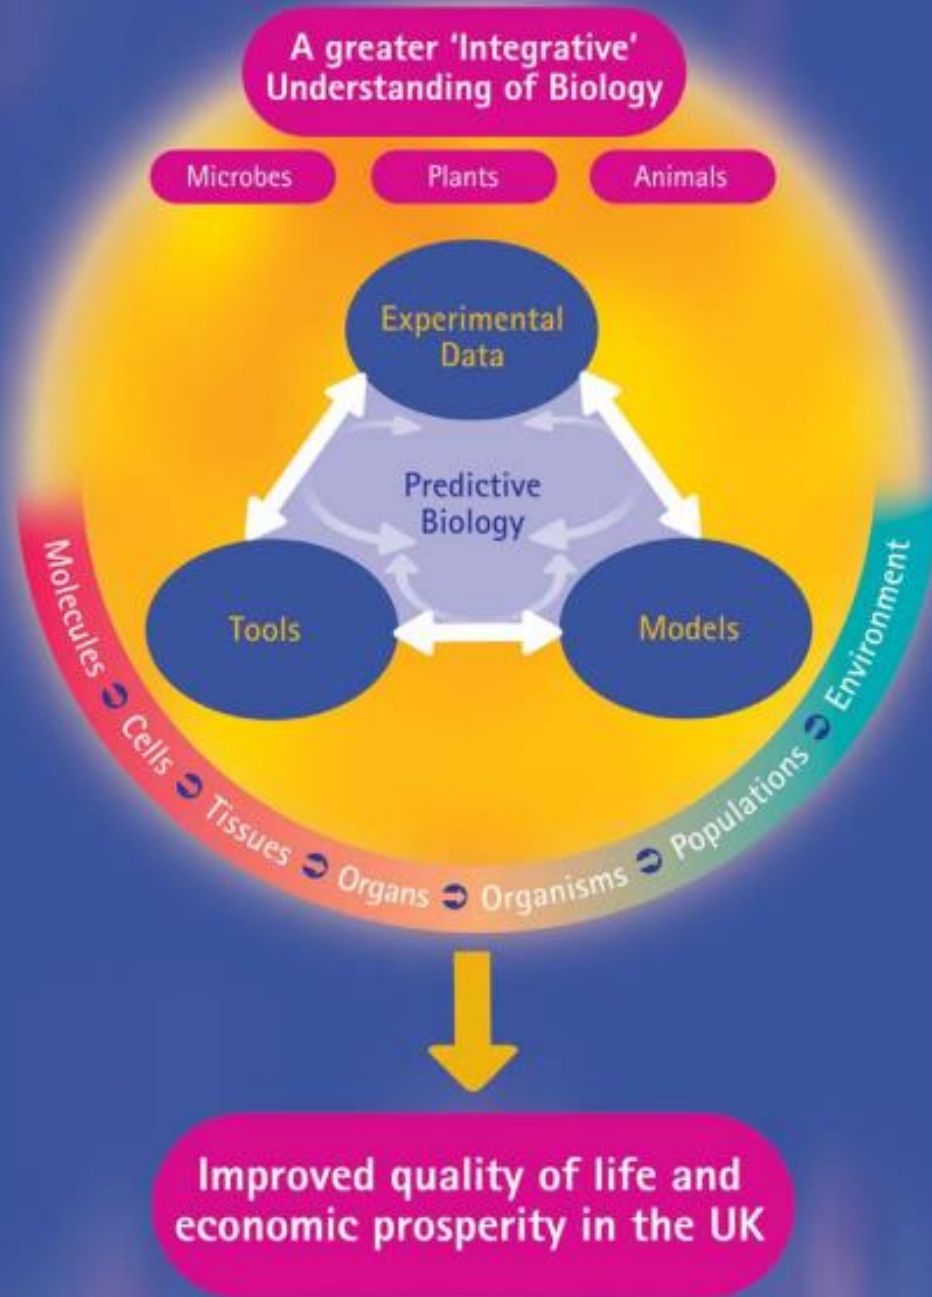 A greater ‘Integrative’
Understanding of Biology
Microbes
Plants
Animals
Experimental
Data
Predictive
Biology
Tools
Models
Molecules ➲ Cells ➲ Tissues ➲ Organs ➲ Organisms ➲ Populations ➲ Environment
Improved quality of life and
economic prosperity in the UK